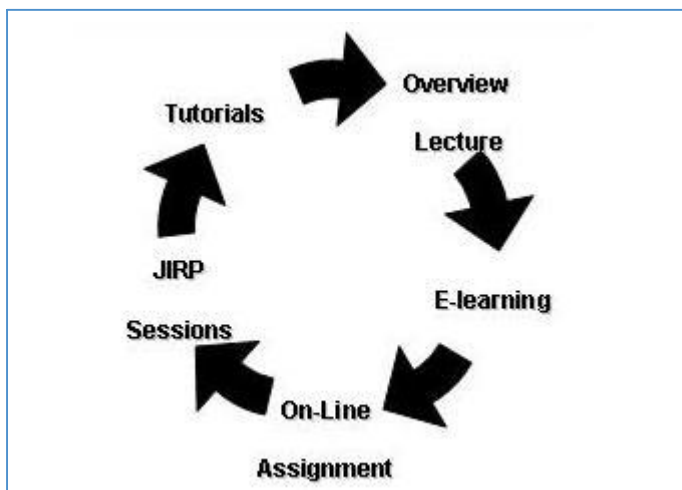 Overview
Lecture
E-learning
On-Line
Assignment
JIRP
Sessions
Tutorials